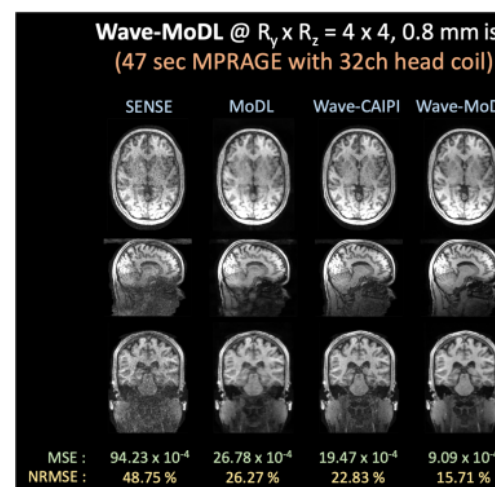 Wave-MoDL @ Ry x Rz = 4 x 4, 0.8 mm is
(47 sec MPRAGE with 32ch head coil)
SENSE MoDL Wave-CAIPI Wave-MoD
MSE : 94.23 x 10-4 26.78 x 10-4 19.47 x 10-4 9.09 x 10-4
NRMSE : 48.75 % 26.27 % 22.83 % 15.71 %